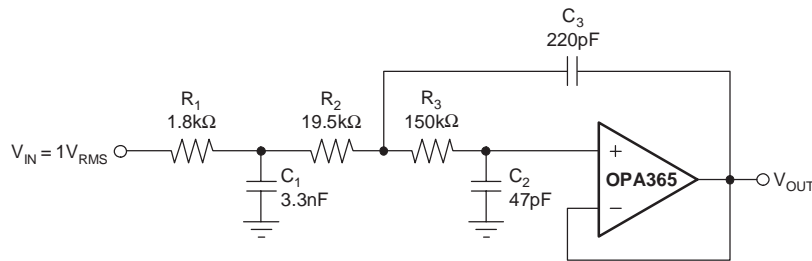 C3
220pF
R1
1.8kΩ
R2
19.5kΩ
R3
150kΩ
VIN = 1VRMS
C1
3.3nF
C2
47pF
+
OPA365
−
VOUT